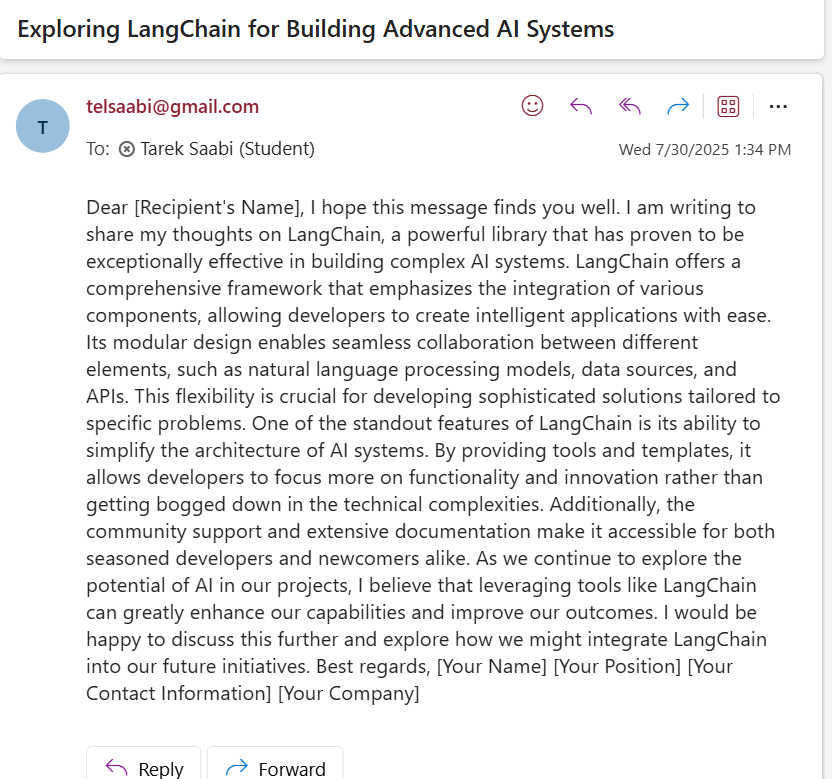 Exploring LangChain for Building Advanced AI Systems
T
telsaabi@gmail.com
To: Tarek Saabi (Student)
Wed 7/30/2025 1:34 PM
Dear [Recipient's Name], I hope this message finds you well. I am writing to
share my thoughts on LangChain, a powerful library that has proven to be
exceptionally effective in building complex AI systems. LangChain offers a
comprehensive framework that emphasizes the integration of various
components, allowing developers to create intelligent applications with ease.
Its modular design enables seamless collaboration between different
elements, such as natural language processing models, data sources, and
APIs. This flexibility is crucial for developing sophisticated solutions tailored to
specific problems. One of the standout features of LangChain is its ability to
simplify the architecture of AI systems. By providing tools and templates, it
allows developers to focus more on functionality and innovation rather than
getting bogged down in the technical complexities. Additionally, the
community support and extensive documentation make it accessible for both
seasoned developers and newcomers alike. As we continue to explore the
potential of AI in our projects, I believe that leveraging tools like LangChain
can greatly enhance our capabilities and improve our outcomes. I would be
happy to discuss this further and explore how we might integrate LangChain
into our future initiatives. Best regards, [Your Name] [Your Position] [Your
Contact Information] [Your Company]
Reply
Forward